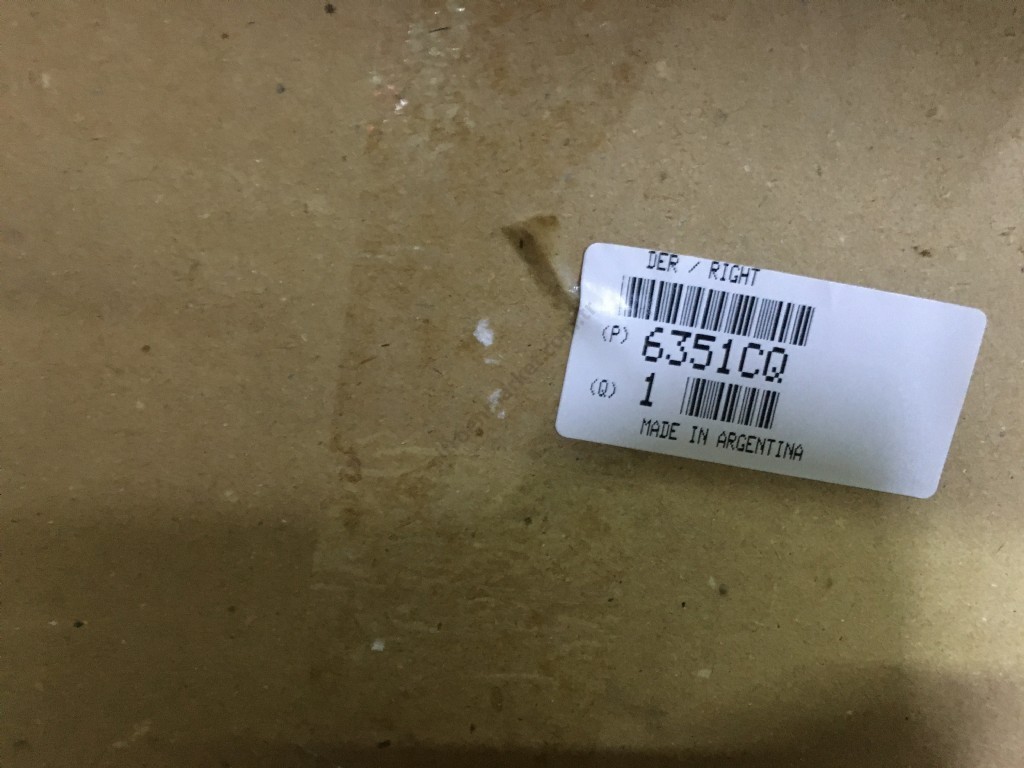 DER / RIGHT
(P) 6351CQ
(Q) 1
MADE IN ARGENTINA